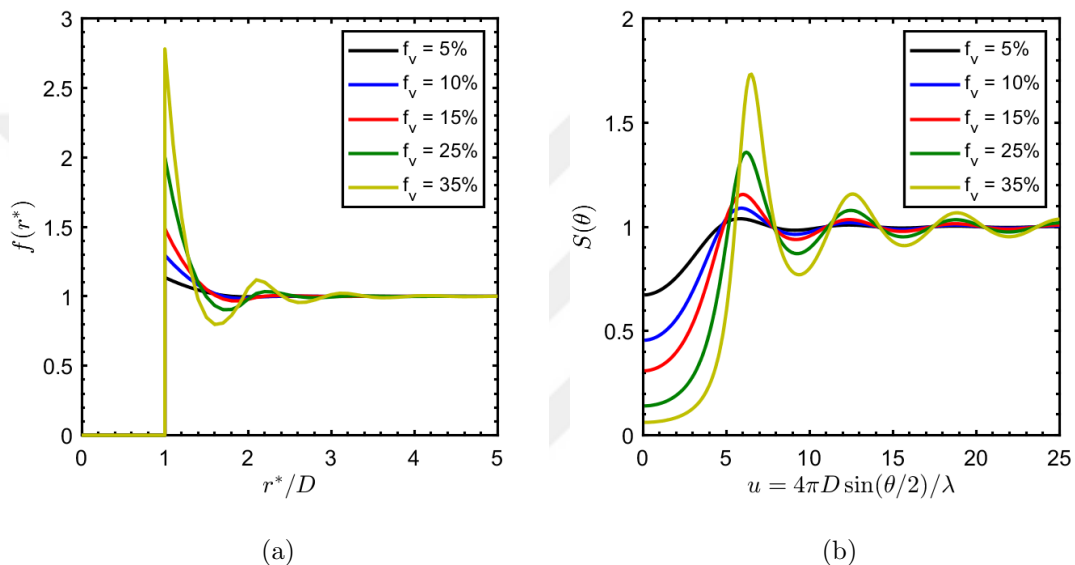 3
2.5
2
1.5
1
0.5
0
0 1 2 3 4 5
f(r*)
r*/D
f_v = 5%
f_v = 10%
f_v = 15%
f_v = 25%
f_v = 35%
(a)
2
1.5
1
0.5
0
0 5 10 15 20 25
S(θ)
u = 4πD sin(θ/2)/λ
f_v = 5%
f_v = 10%
f_v = 15%
f_v = 25%
f_v = 35%
(b)